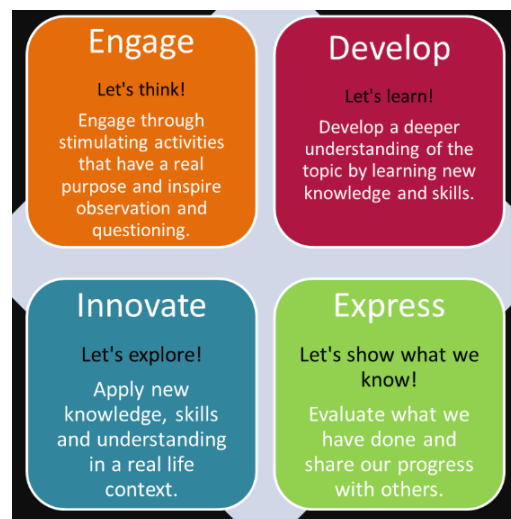 Engage
Let's think!
Engage through
stimulating activities
that have a real
purpose and inspire
observation and
questioning.
Develop
Let's learn!
Develop a deeper
understanding of the
topic by learning new
knowledge and skills.
Innovate
Let's explore!
Apply new
knowledge, skills
and understanding
in a real life
context.
Express
Let's show what we
know!
Evaluate what we
have done and
share our progress
with others.